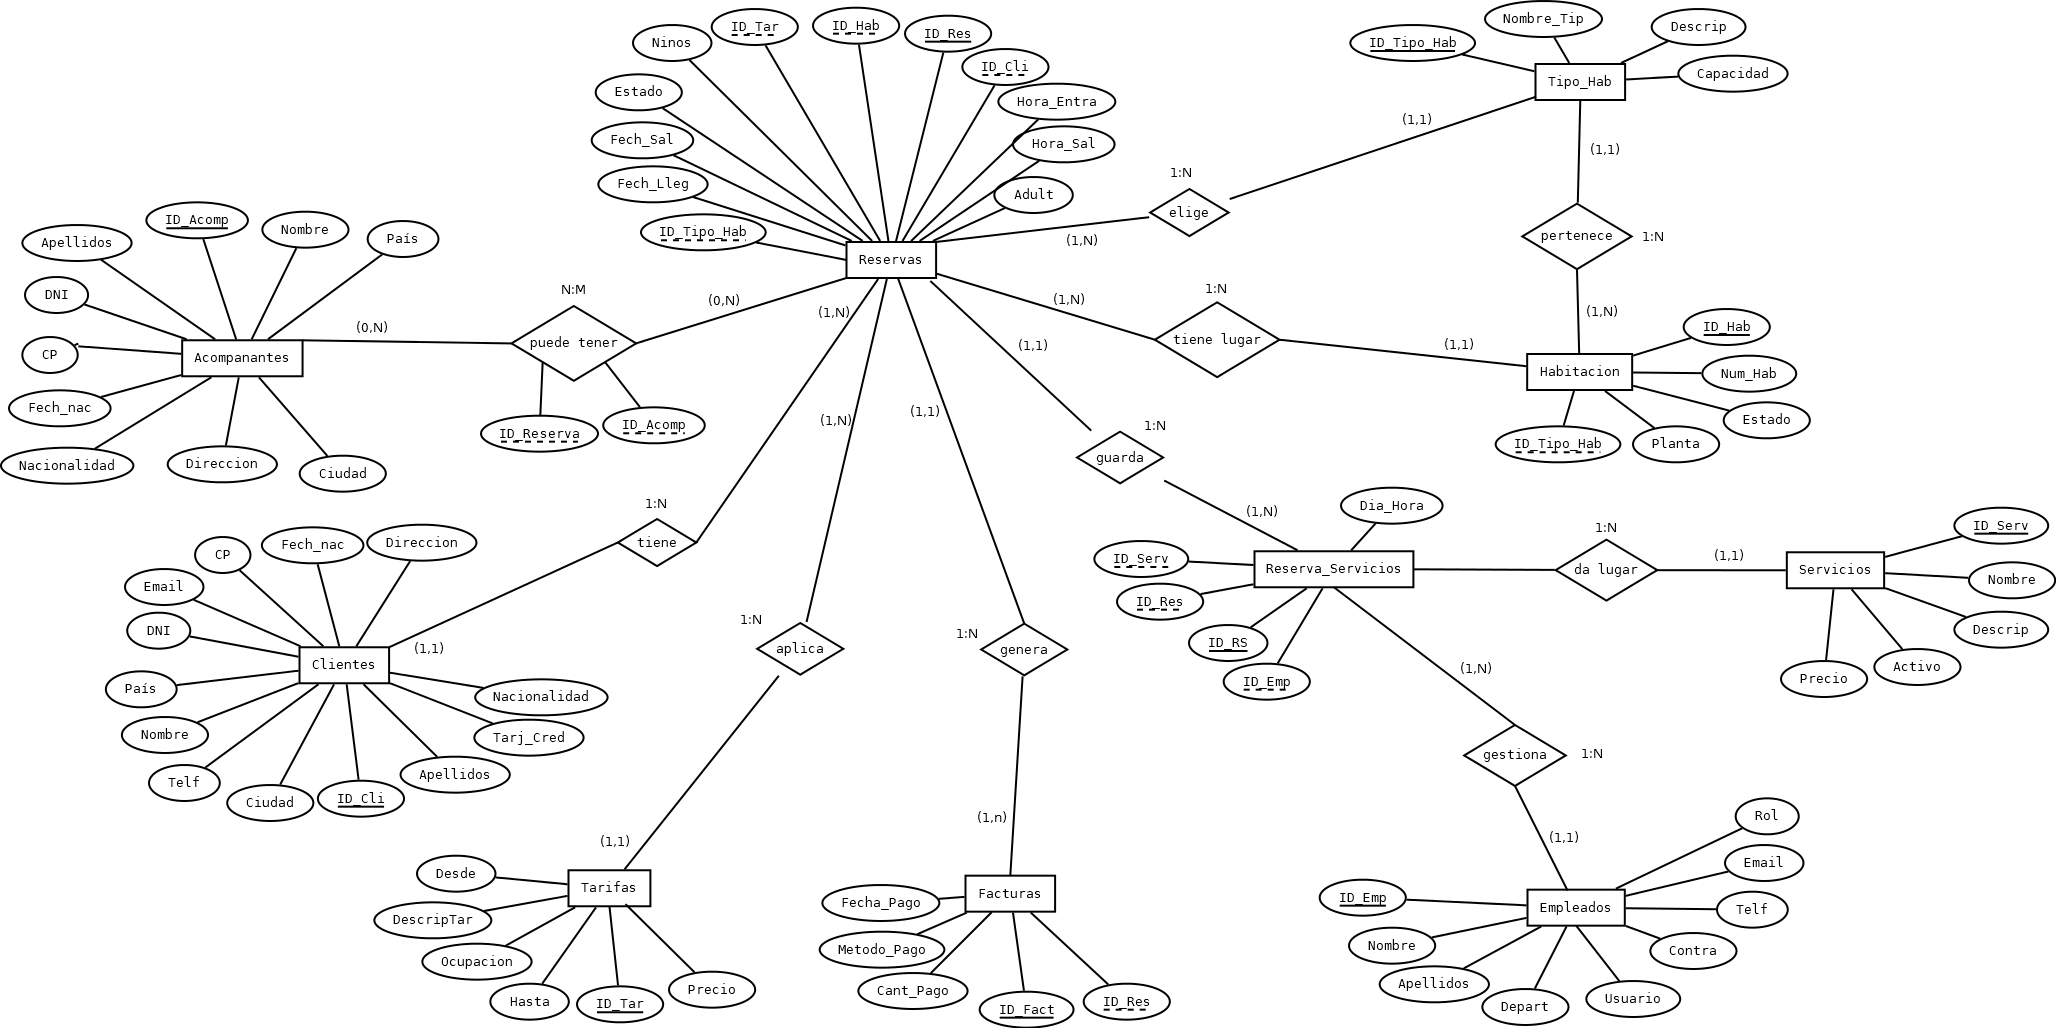 Nombre_Tip
ID_Tar
ID_Hab
Descrip
ID_Res
Ninos
ID_Tipo_Hab
ID_Cli
Capacidad
Tipo_Hab
Estado
Hora_Entra
(1,1)
Fech_Sal
Hora_Sal
(1,1)
1:N
Fech_Lleg
Adult
elige
ID_Acomp
Nombre
País
Apellidos
ID_Tipo_Hab
(1,N)
pertenece
1:N
Reservas
DNI
N:M
(0,N)
(1,N)
1:N
(1,N)
(1,N)
(0,N)
ID_Hab
puede tener
tiene lugar
(1,1)
(1,1)
CP
Acompanantes
Habitacion
Num_Hab
Fech_nac
(1,1)
(1,N)
Estado
ID_Reserva
ID_Acomp
1:N
ID_Tipo_Hab
Planta
guarda
Nacionalidad
Direccion
Ciudad
1:N
Dia_Hora
(1,N)
1:N
ID_Serv
CP
Fech_nac
Direccion
tiene
ID_Serv
Reserva_Servicios
da lugar
(1,1)
Servicios
Nombre
Email
ID_Res
DNI
1:N
1:N
ID_RS
Descrip
Clientes
(1,1)
aplica
genera
(1,N)
Activo
País
Nacionalidad
ID_Emp
Precio
Nombre
Tarj_Cred
gestiona
1:N
Telf
Ciudad
ID_Cli
Apellidos
(1,1)
(1,n)
(1,1)
Rol
Desde
Tarifas
Facturas
Email
DescripTar
Fecha_Pago
ID_Emp
Empleados
Telf
Ocupacion
Metodo_Pago
Nombre
Contra
Hasta
ID_Tar
Precio
Cant_Pago
ID_Fact
ID_Res
Apellidos
Depart
Usuario